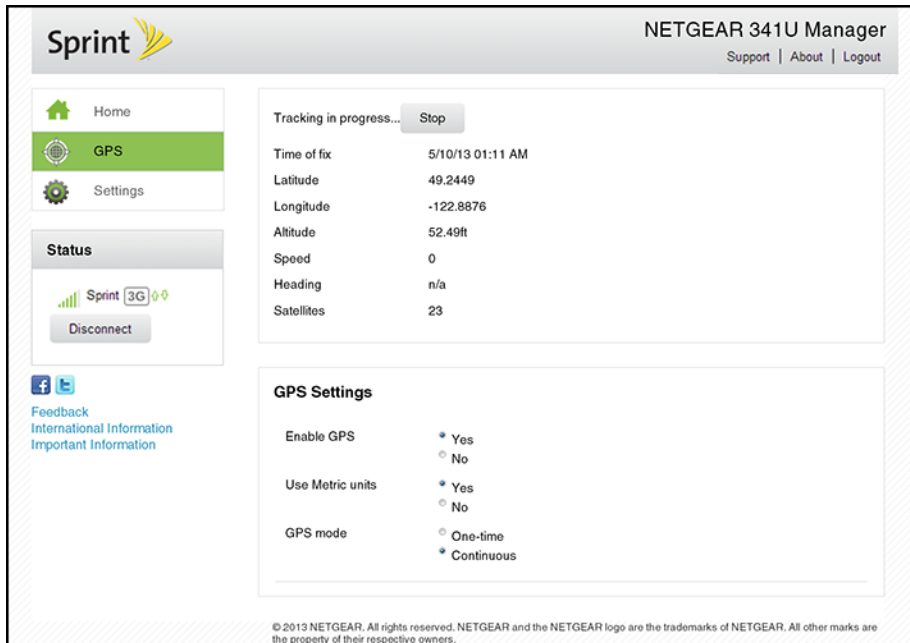 Sprint
NETGEAR 341U Manager
Support | About | Logout
Home
GPS
Settings
Status
Sprint 3G
Disconnect
Feedback
International Information
Important Information
Tracking in progress... Stop
Time of fix 5/10/13 01:11 AM
Latitude 49.2449
Longitude -122.8876
Altitude 52.49ft
Speed 0
Heading n/a
Satellites 23
GPS Settings
Enable GPS Yes
No
Use Metric units Yes
No
GPS mode One-time
Continuous
© 2013 NETGEAR. All rights reserved. NETGEAR and the NETGEAR logo are the trademarks of NETGEAR. All other marks are
the property of their respective owners.